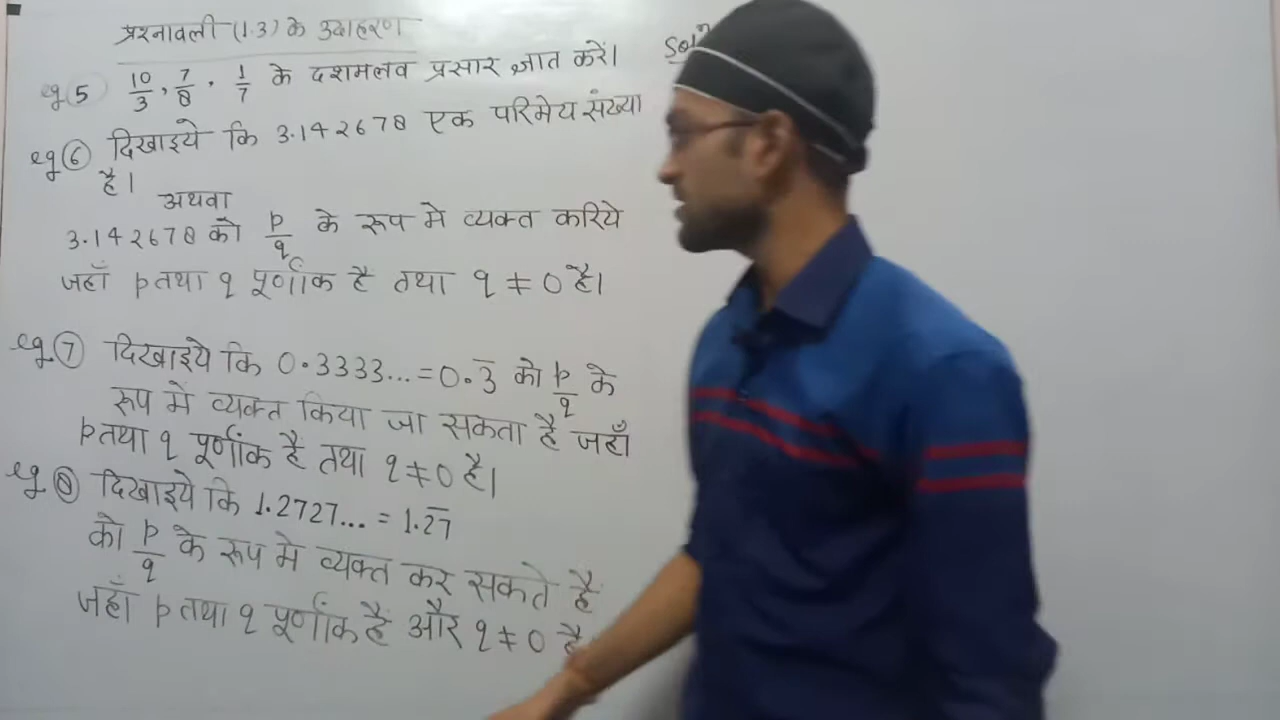 प्रश्नावली (1.3) के उदाहरण
eg. 5 10/3, 7/8, 1/7 के दशमलव प्रसार ज्ञात करें।
eg 6 दिखाइये कि 3.142678 एक परिमेय संख्या
है।
अथवा
3.142678 को p/q के रूप मे व्यक्त करिये
जहाँ p तथा q पूर्णांक है तथा q ≠ 0 है।
eg. 7 दिखाइये कि 0.3333... = 0.3̅ को p/q के
रूप में व्यक्त किया जा सकता है जहाँ
p तथा q पूर्णांक हैं तथा q ≠ 0 है।
eg. 8 दिखाइये कि 1.2727... = 1.2̅7̅
को p/q के रूप मे व्यक्त कर सकते है
जहाँ p तथा q पूर्णांक हैं और q ≠ 0 है
Solⁿ